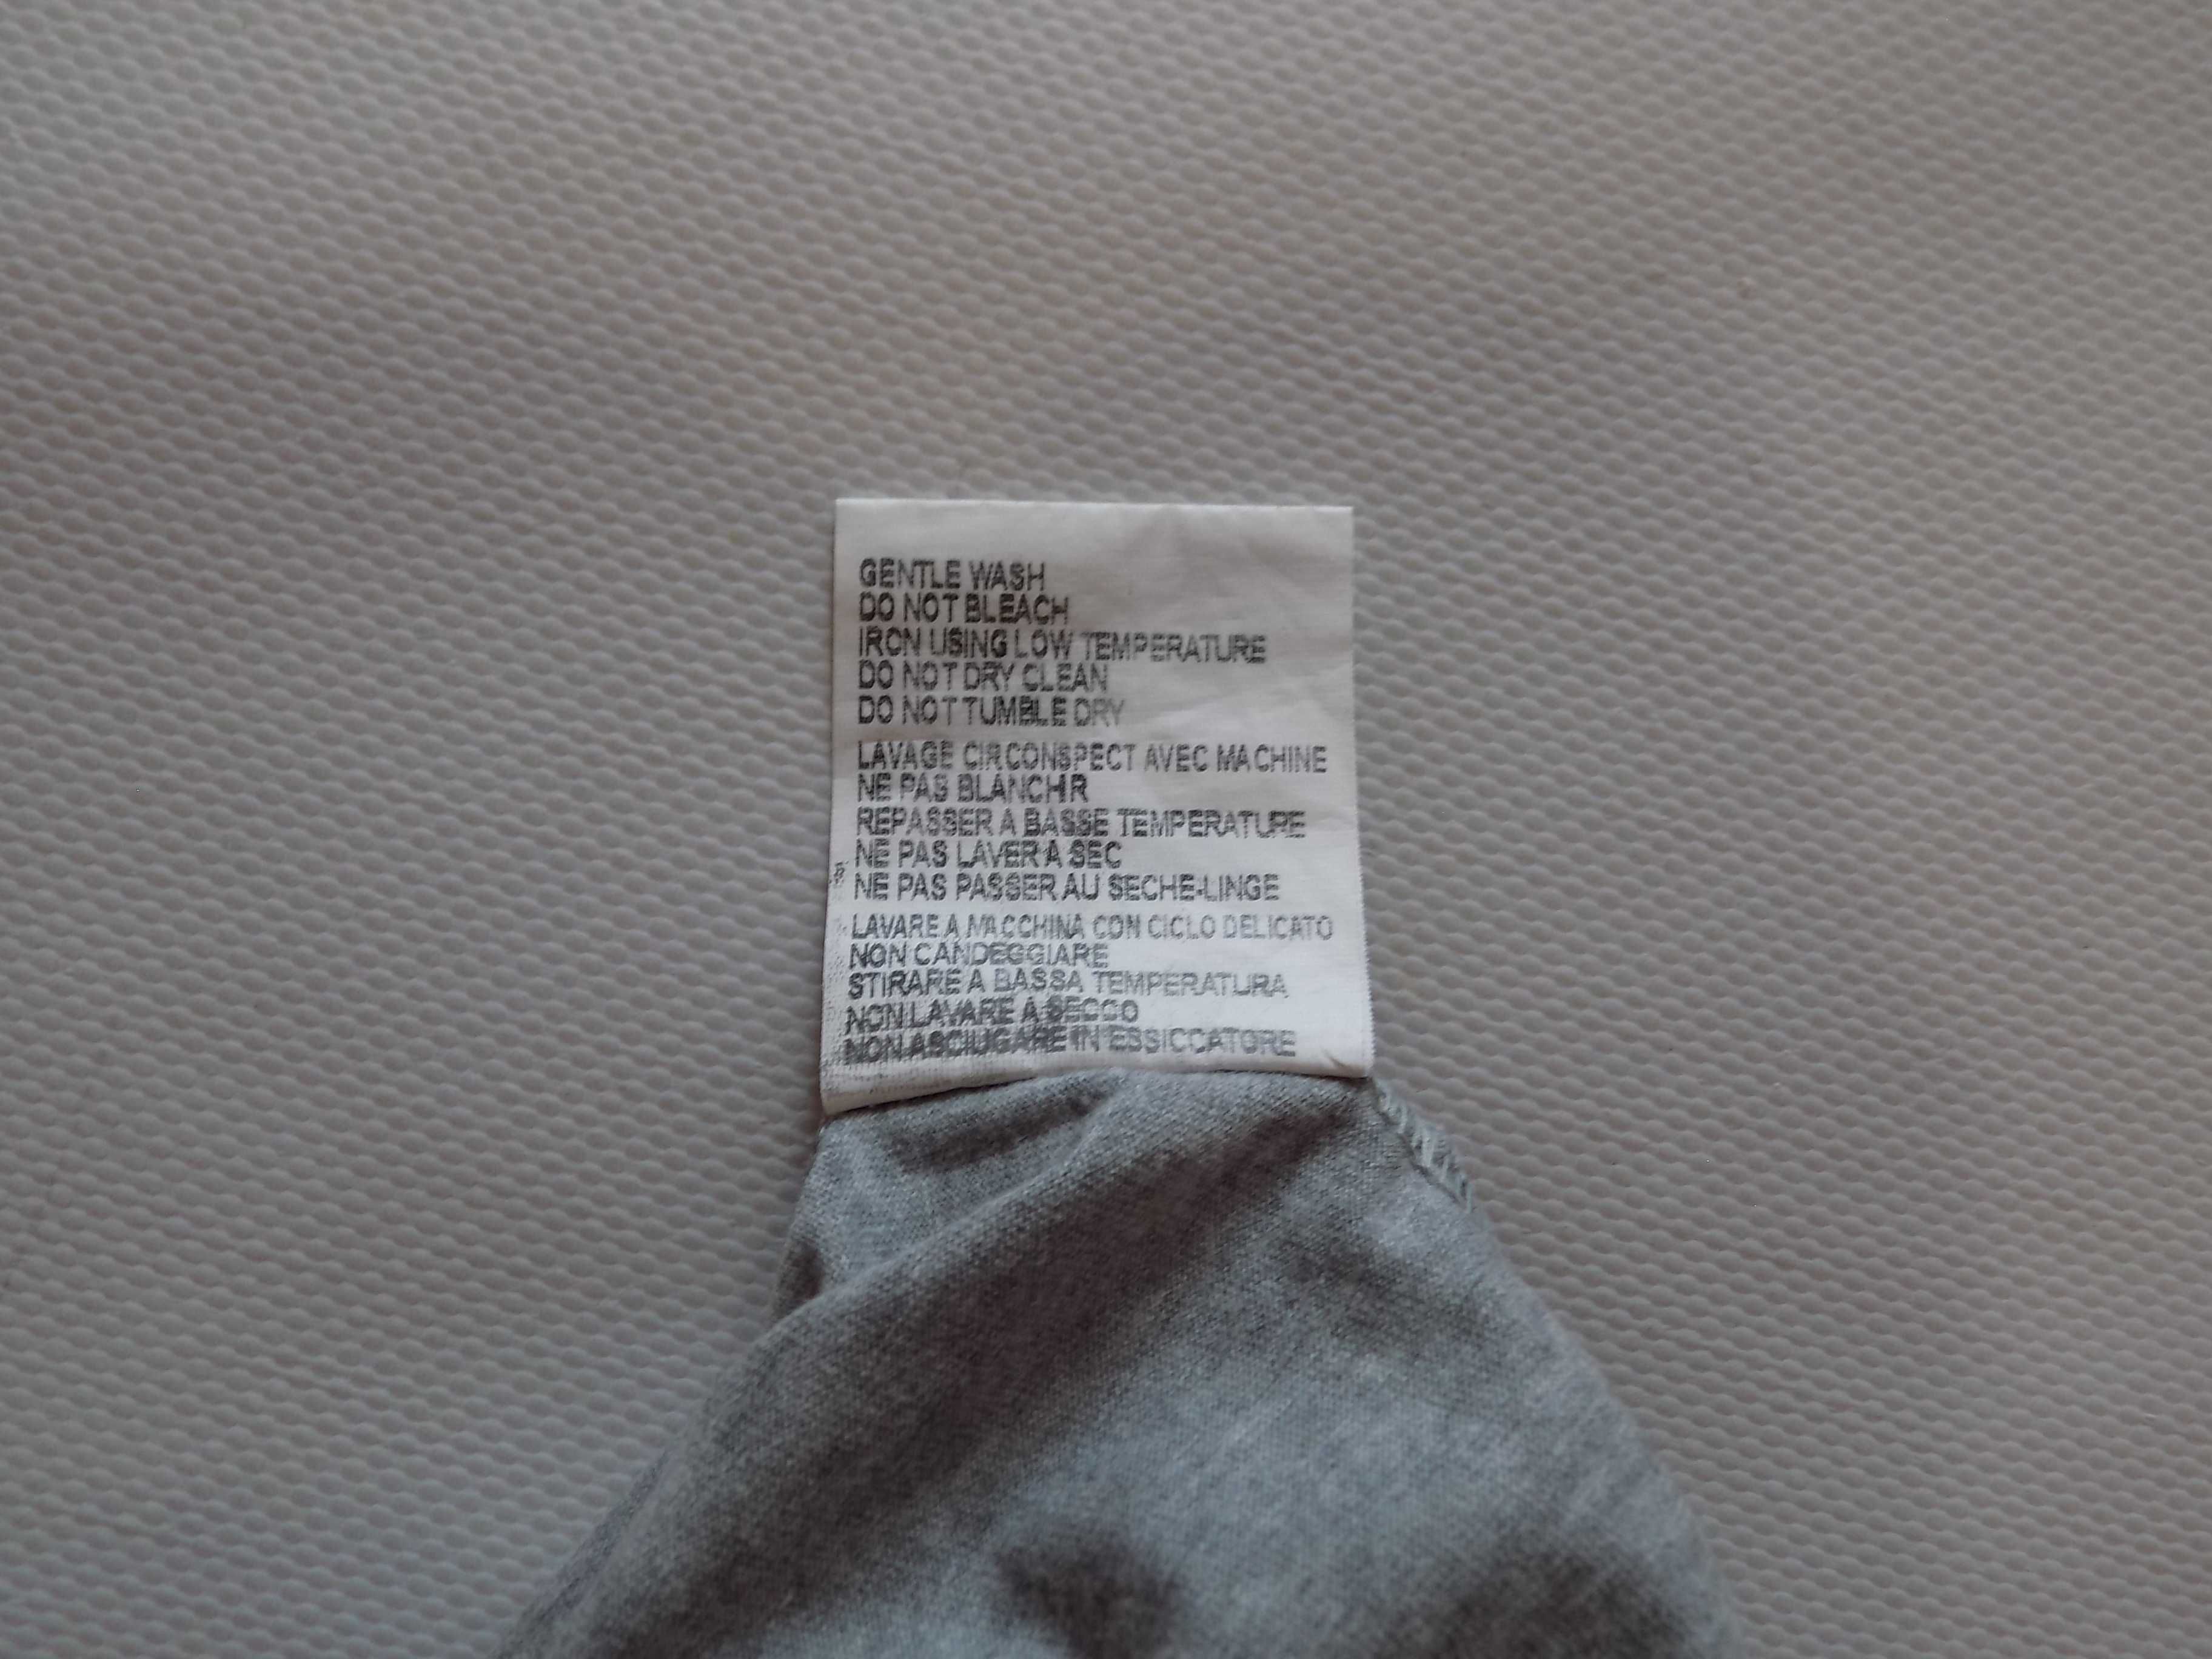 GENTLE WASH
DO NOT BLEACH
IRON USING LOW TEMPERATURE
DO NOT DRY CLEAN
DO NOT TUMBLE DRY
LAVAGE CIRCONSPECT AVEC MACHINE
NE PAS BLANCHIR
REPASSER A BASSE TEMPERATURE
NE PAS LAVER A SEC
NE PAS PASSER AU SECHE-LINGE
LAVARE A MACCHINA CON CICLO DELICATO
NON CANDEGGIARE
STIRARE A BASSA TEMPERATURA
NON LAVARE A SECCO
NON ASCIUGARE IN ESSICCATORE